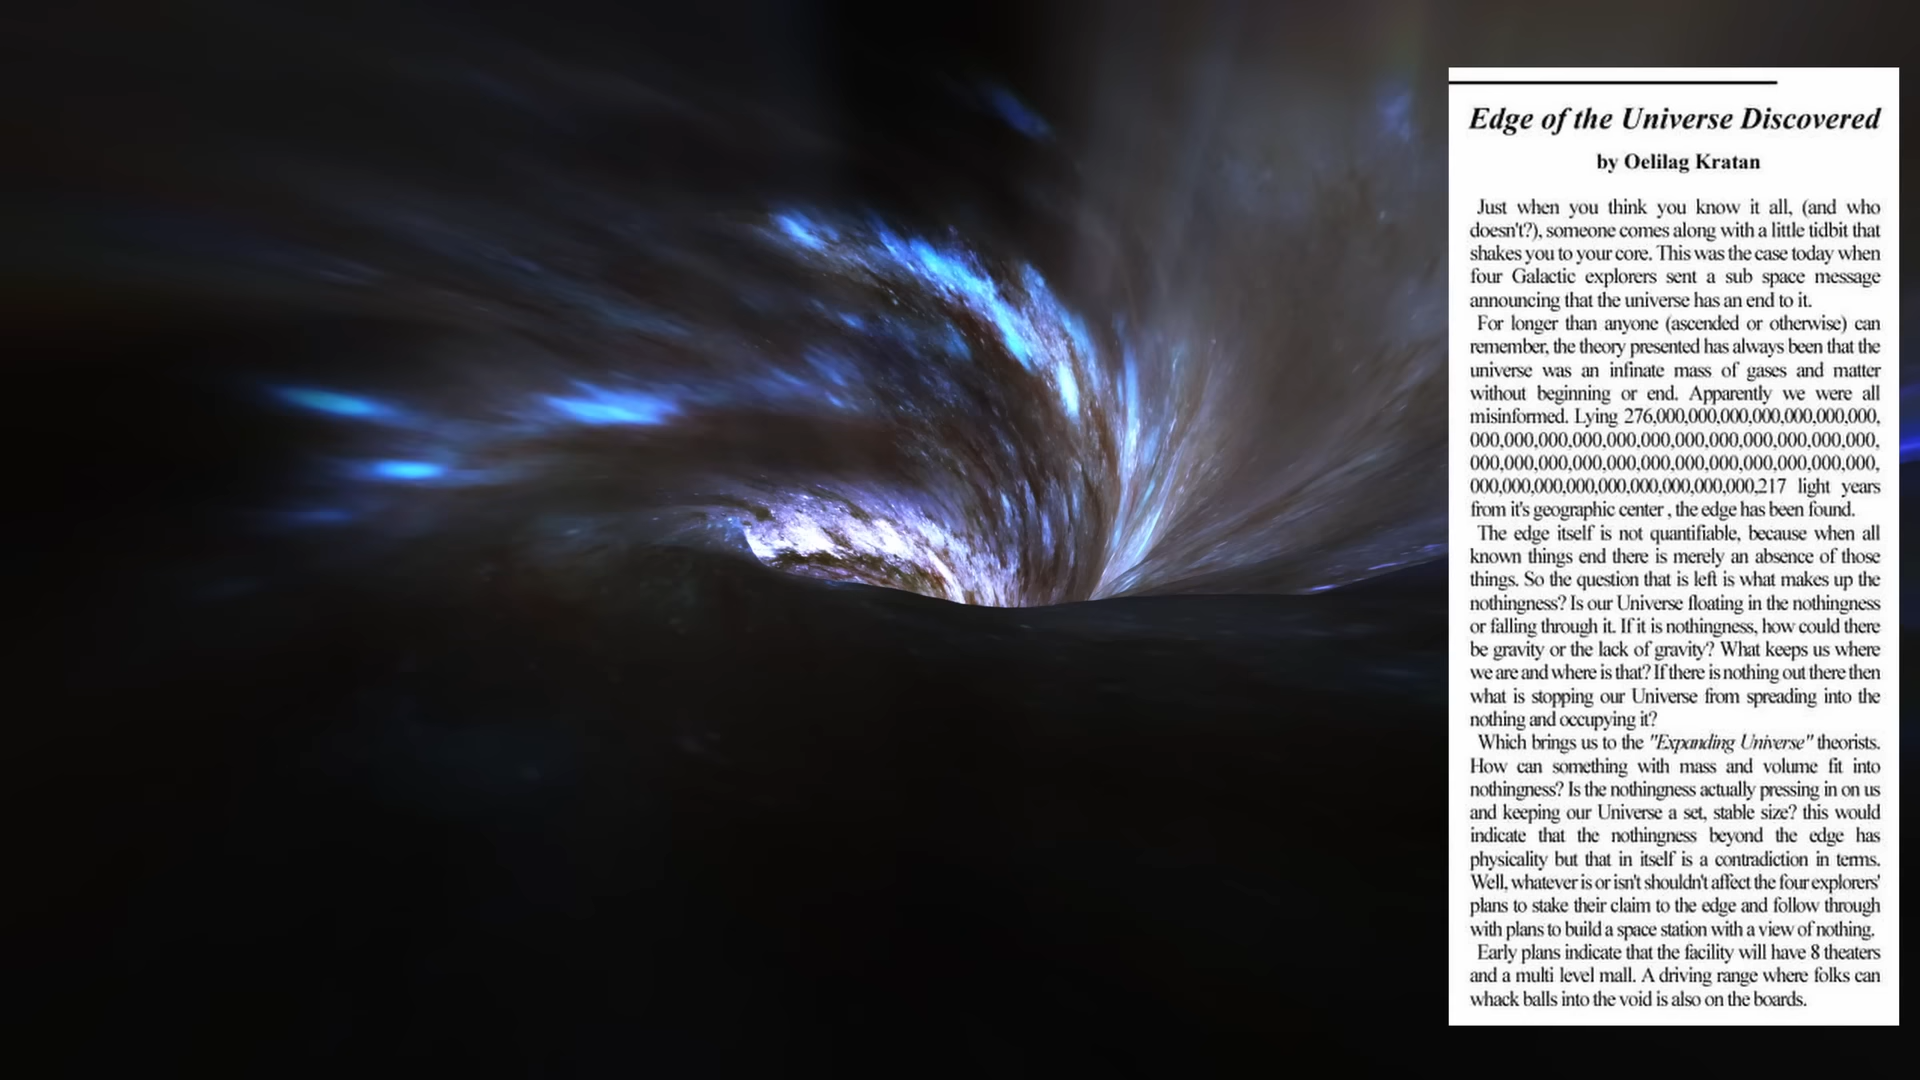 Edge of the Universe Discovered
by Oelilag Kratan
Just when you think you know it all, (and who
doesn't?), someone comes along with a little tidbit that
shakes you to your core. This was the case today when
four Galactic explorers sent a sub space message
announcing that the universe has an end to it.
For longer than anyone (ascended or otherwise) can
remember, the theory presented has always been that the
universe was an infinate mass of gases and matter
without beginning or end. Apparently we were all
misinformed. Lying 276,000,000,000,000,000,000,000,
000,000,000,000,000,000,000,000,000,000,000,000,
000,000,000,000,000,000,000,000,000,000,000,000,
000,000,000,000,000,000,000,000,000,217 light years
from it's geographic center , the edge has been found.
The edge itself is not quantifiable, because when all
known things end there is merely an absence of those
things. So the question that is left is what makes up the
nothingness? Is our Universe floating in the nothingness
or falling through it. If it is nothingness, how could there
be gravity or the lack of gravity? What keeps us where
we are and where is that? If there is nothing out there then
what is stopping our Universe from spreading into the
nothing and occupying it?
Which brings us to the "Expanding Universe" theorists.
How can something with mass and volume fit into
nothingness? Is the nothingness actually pressing in on us
and keeping our Universe a set, stable size? this would
indicate that the nothingness beyond the edge has
physicality but that in itself is a contradiction in terms.
Well, whatever is or isn't shouldn't affect the four explorers'
plans to stake their claim to the edge and follow through
with plans to build a space station with a view of nothing.
Early plans indicate that the facility will have 8 theaters
and a multi level mall. A driving range where folks can
whack balls into the void is also on the boards.